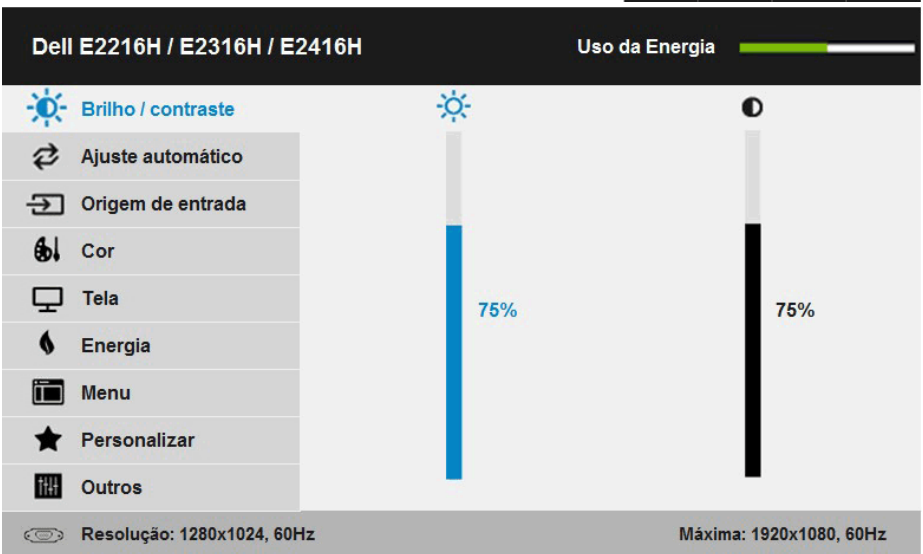 Dell E2216H / E2316H / E2416H
Uso da Energia
Brilho / contraste
Ajuste automático
Origem de entrada
Cor
Tela
75%
75%
Energia
Menu
Personalizar
Outros
Resolução: 1280x1024, 60Hz
Máxima: 1920x1080, 60Hz